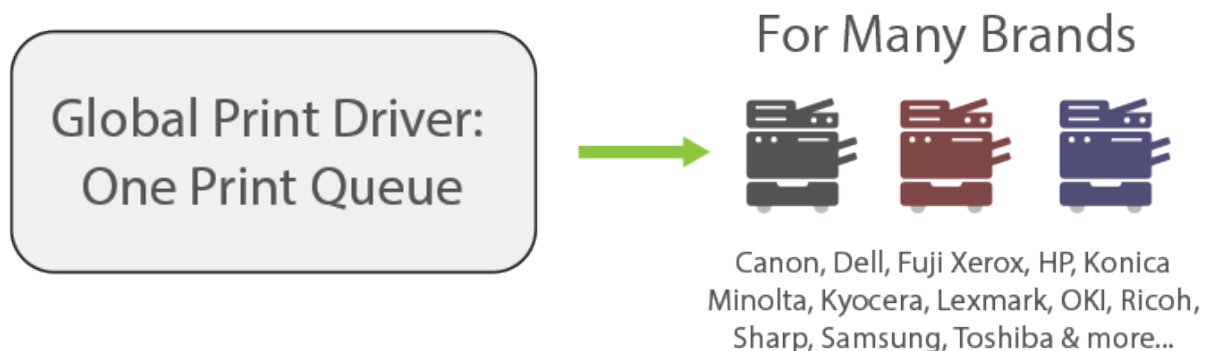 Global Print Driver:
One Print Queue
For Many Brands
Canon, Dell, Fuji Xerox, HP, Konica
Minolta, Kyocera, Lexmark, OKI, Ricoh,
Sharp, Samsung, Toshiba & more...